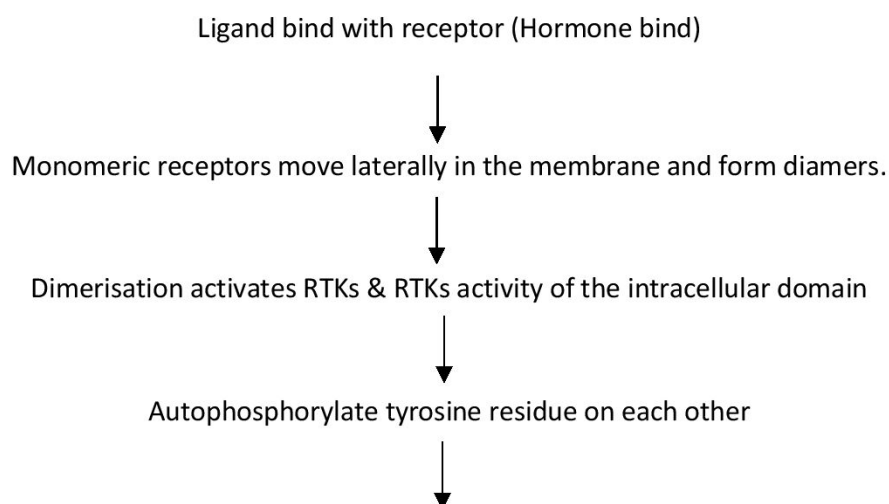 Ligand bind with receptor (Hormone bind)
Monomeric receptors move laterally in the membrane and form diamers.
Dimerisation activates RTKs & RTKs activity of the intracellular domain
Autophosphorylate tyrosine residue on each other